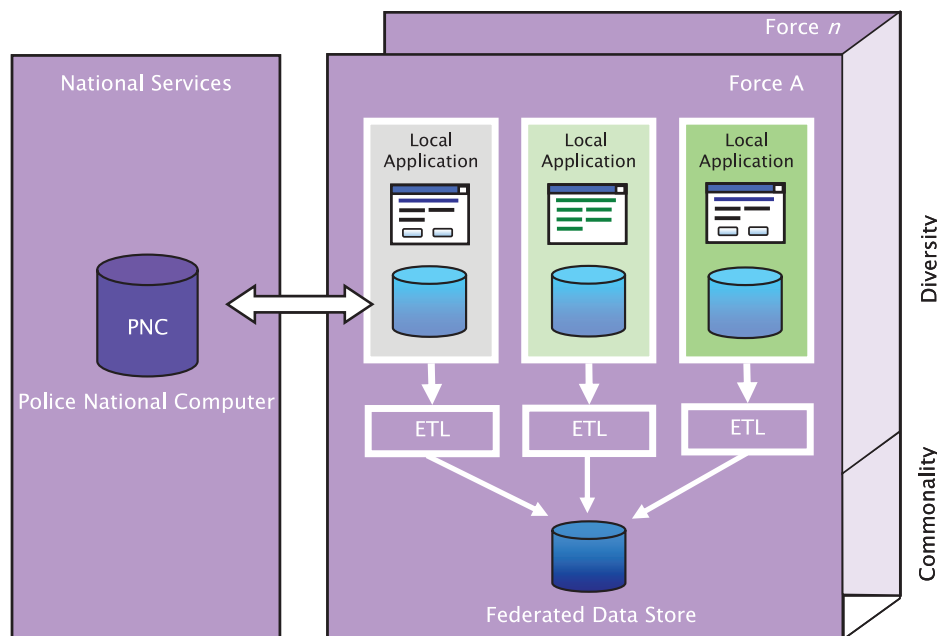 Force n
National Services
Force A
Local
Application
Local
Application
Local
Application
PNC
Police National Computer
ETL
ETL
ETL
Federated Data Store
Diversity
Commonality